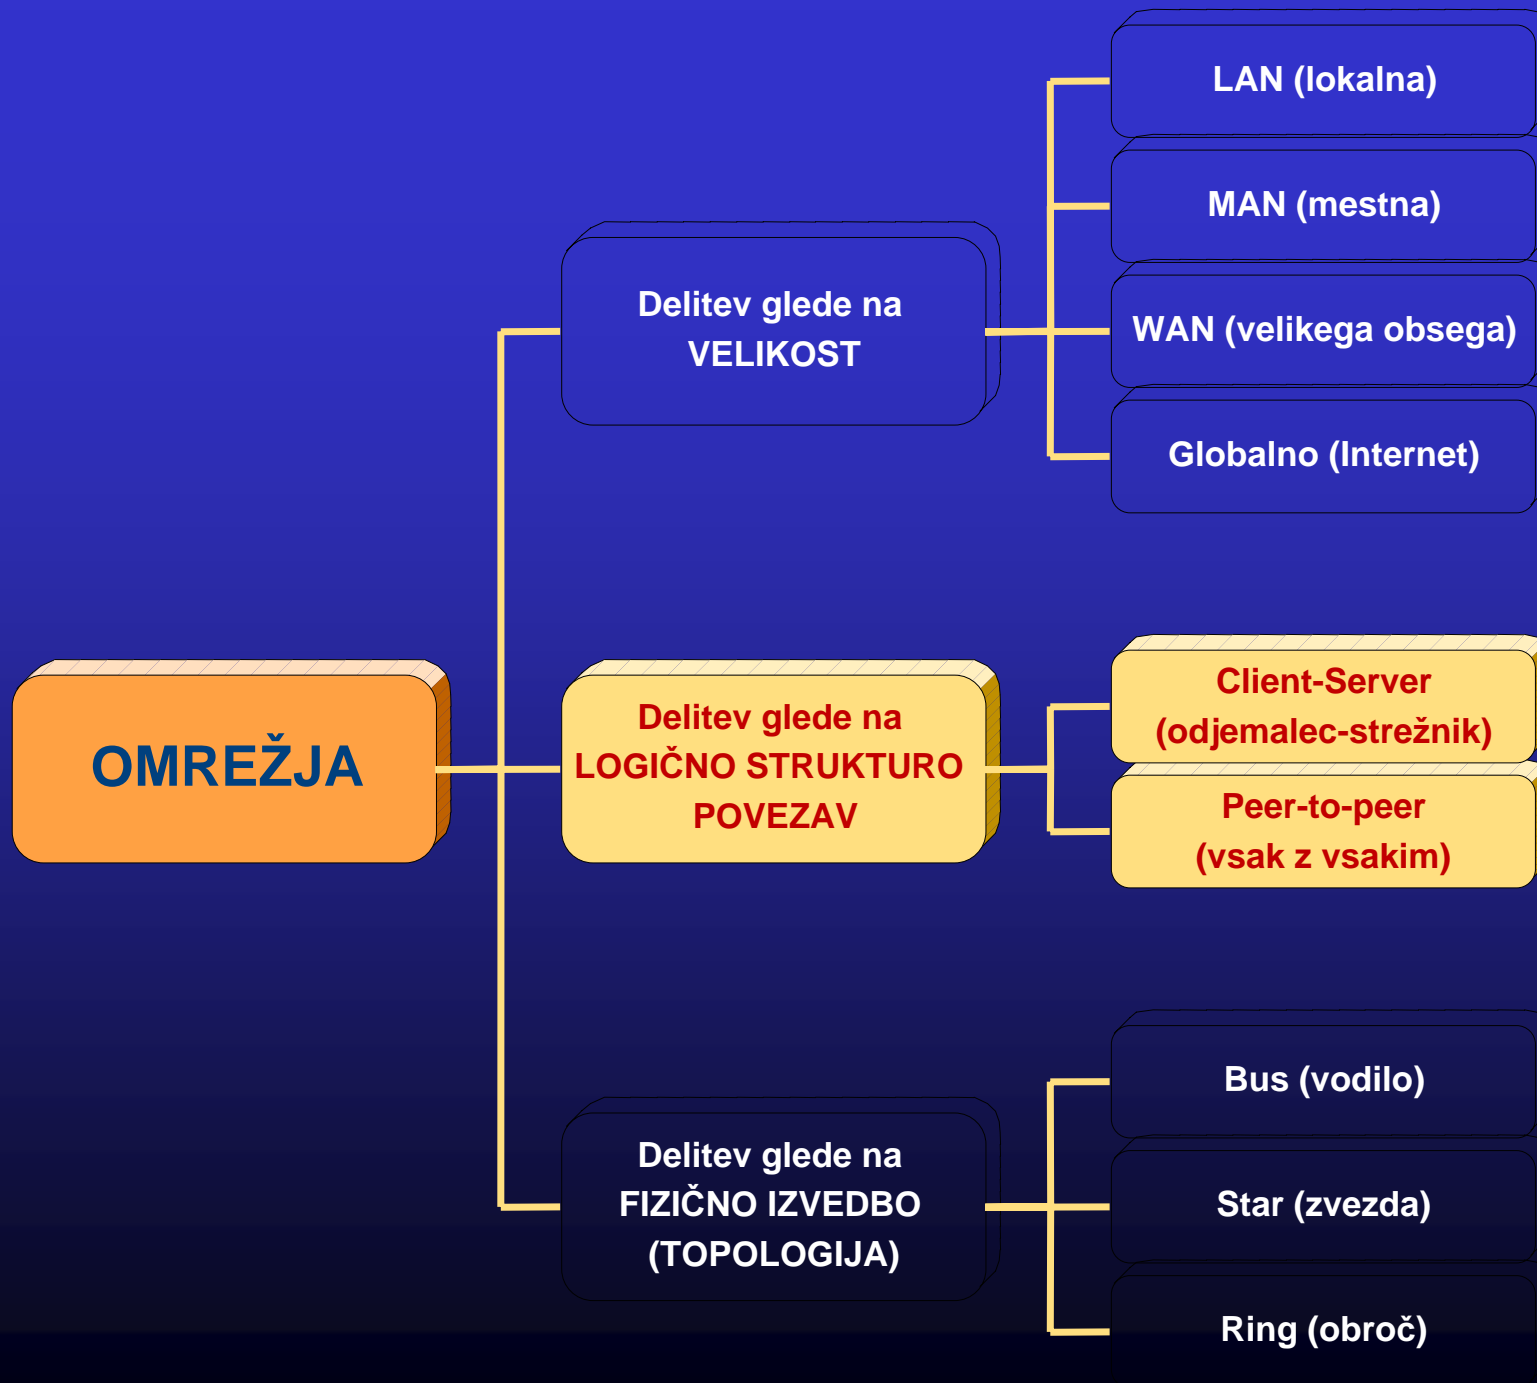 OMREŽJA
Delitev glede na
VELIKOST
LAN (lokalna)
MAN (mestna)
WAN (velikega obsega)
Globalno (Internet)
Delitev glede na
LOGIČNO STRUKTURO
POVEZAV
Client-Server
(odjemalec-strežnik)
Peer-to-peer
(vsak z vsakim)
Delitev glede na
FIZIČNO IZVEDBO
(TOPOLOGIJA)
Bus (vodilo)
Star (zvezda)
Ring (obroč)